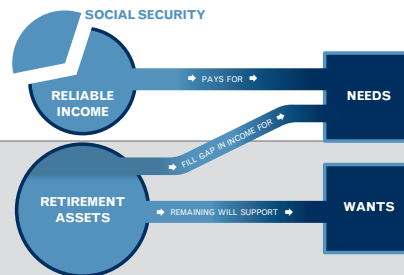 SOCIAL SECURITY
RELIABLE
INCOME
PAYS FOR
NEEDS
FILL GAP IN INCOME FOR
RETIREMENT
ASSETS
REMAINING WILL SUPPORT
WANTS